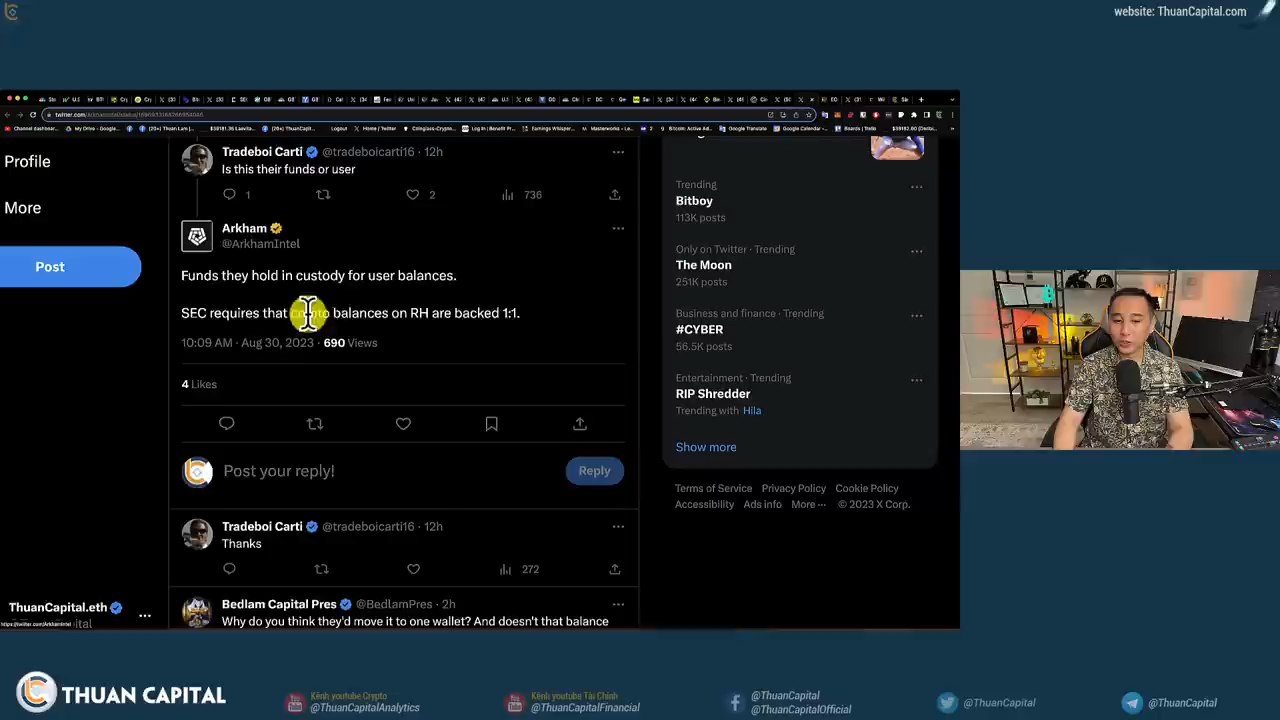 website: ThuanCapital.com
Profile
More
Post
Tradeboi Carti @tradeboicarti16 · 12h
Is this their funds or user
1
2
736
Arkham
@ArkhamIntel
Funds they hold in custody for user balances.
SEC requires that crypto balances on RH are backed 1:1.
10:09 AM · Aug 30, 2023 · 690 Views
4 Likes
Post your reply!
Reply
Tradeboi Carti @tradeboicarti16 · 12h
Thanks
272
Bedlam Capital Pres @BedlamPres · 2h
Why do you think they'd move it to one wallet? And doesn't that balance
ThuanCapital.eth
Trending
Bitboy
113K posts
Only on Twitter · Trending
The Moon
251K posts
Business and finance · Trending
#CYBER
56.5K posts
Entertainment · Trending
RIP Shredder
Trending with Hila
Show more
Terms of Service Privacy Policy Cookie Policy
Accessibility Ads info More ··· © 2023 X Corp.
THUAN CAPITAL
Kênh youtube Crypto
@ThuanCapitalAnalytics
Kênh youtube Tài Chính
@ThuanCapitalFinancial
@ThuanCapital
@ThuanCapitalOfficial
@ThuanCapital
@ThuanCapital